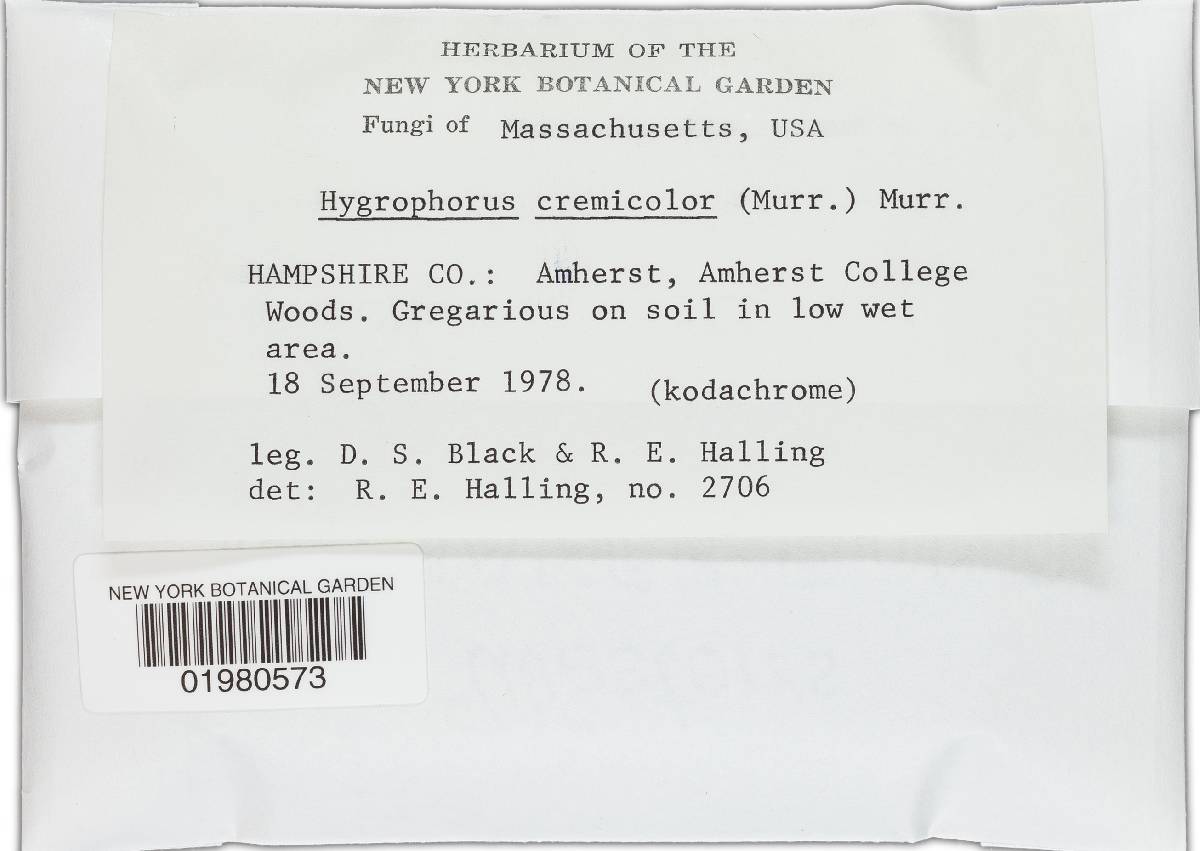 HERBARIUM OF THE
NEW YORK BOTANICAL GARDEN
Fungi of Massachusetts, USA
Hygrophorus cremicolor (Murr.) Murr.
HAMPSHIRE CO.: Amherst, Amherst College
Woods. Gregarious on soil in low wet
area.
18 September 1978. (kodachrome)
leg. D. S. Black & R. E. Halling
det: R. E. Halling, no. 2706
NEW YORK BOTANICAL GARDEN
01980573